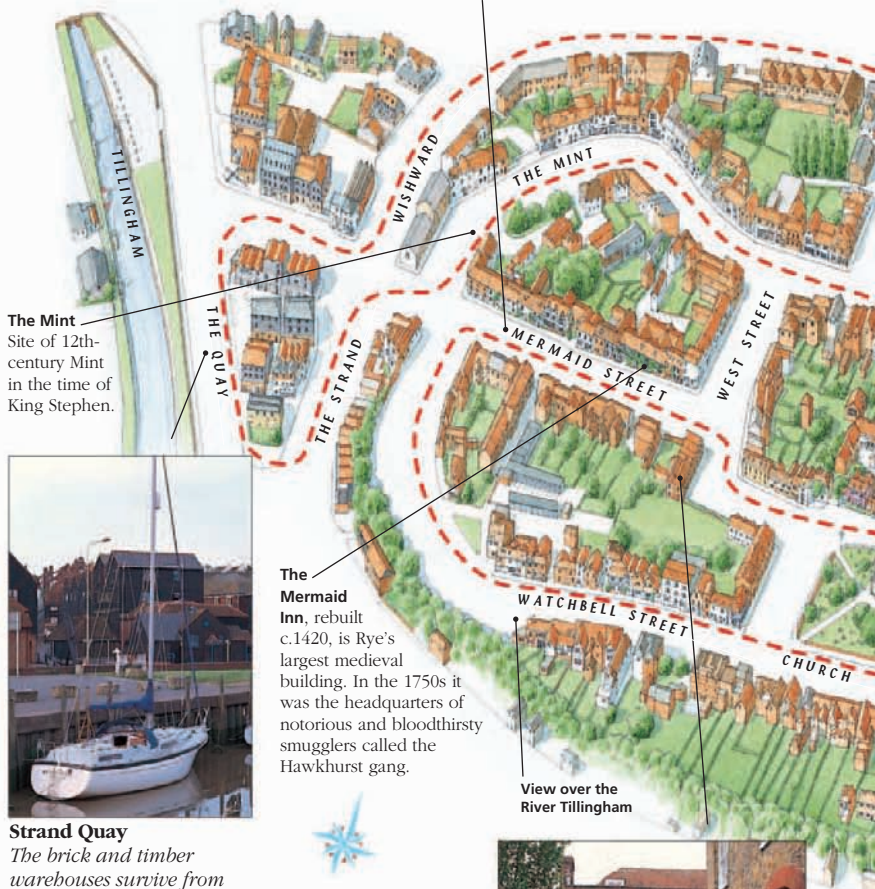 TILLINGHAM
WISHWARD
THE MINT
The Mint
Site of 12th-
century Mint
in the time of
King Stephen.
THE QUAY
THE STRAND
MERMAID STREET
WEST STREET
The
Mermaid
Inn, rebuilt
c.1420, is Rye's
largest medieval
building. In the 1750s it
was the headquarters of
notorious and bloodthirsty
smugglers called the
Hawkhurst gang.
WATCHBELL STREET
CHURCH
View over the
River Tillingham
Strand Quay
The brick and timber
warehouses survive from